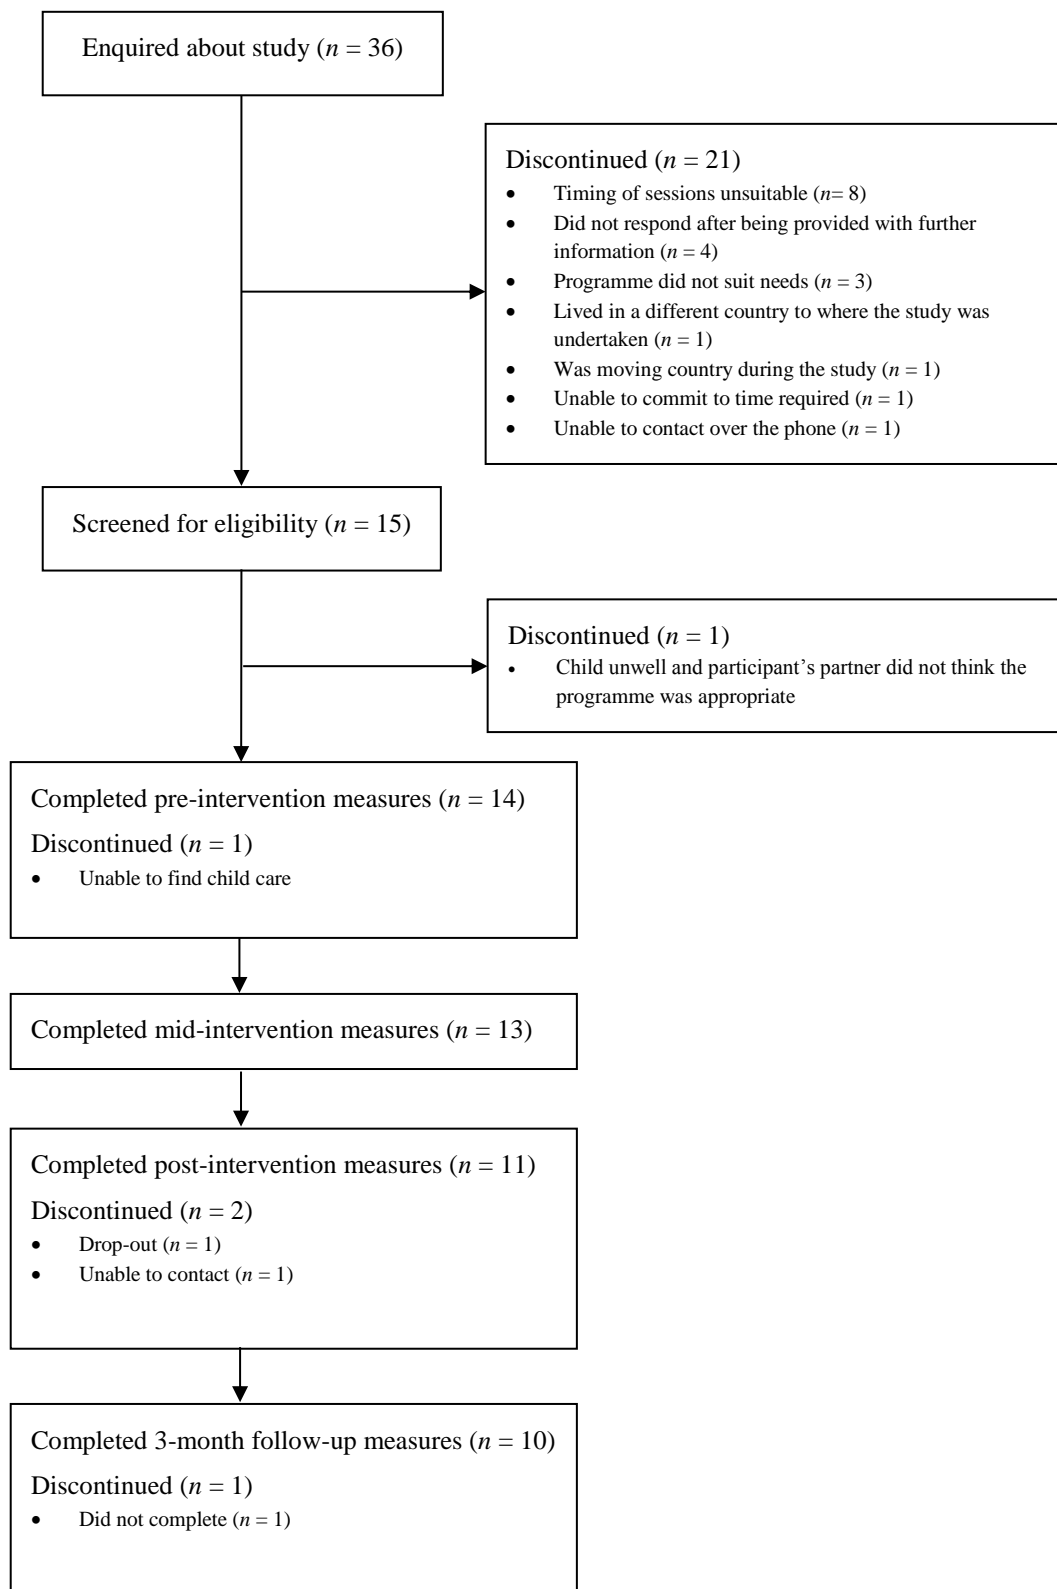 Enquired about study (n = 36)
Discontinued (n = 21)
• Timing of sessions unsuitable (n= 8)
• Did not respond after being provided with further
information (n = 4)
• Programme did not suit needs (n = 3)
• Lived in a different country to where the study was
undertaken (n = 1)
• Was moving country during the study (n = 1)
• Unable to commit to time required (n = 1)
• Unable to contact over the phone (n = 1)
Screened for eligibility (n = 15)
Discontinued (n = 1)
• Child unwell and participant’s partner did not think the
programme was appropriate
Completed pre-intervention measures (n = 14)
Discontinued (n = 1)
• Unable to find child care
Completed mid-intervention measures (n = 13)
Completed post-intervention measures (n = 11)
Discontinued (n = 2)
• Drop-out (n = 1)
• Unable to contact (n = 1)
Completed 3-month follow-up measures (n = 10)
Discontinued (n = 1)
• Did not complete (n = 1)